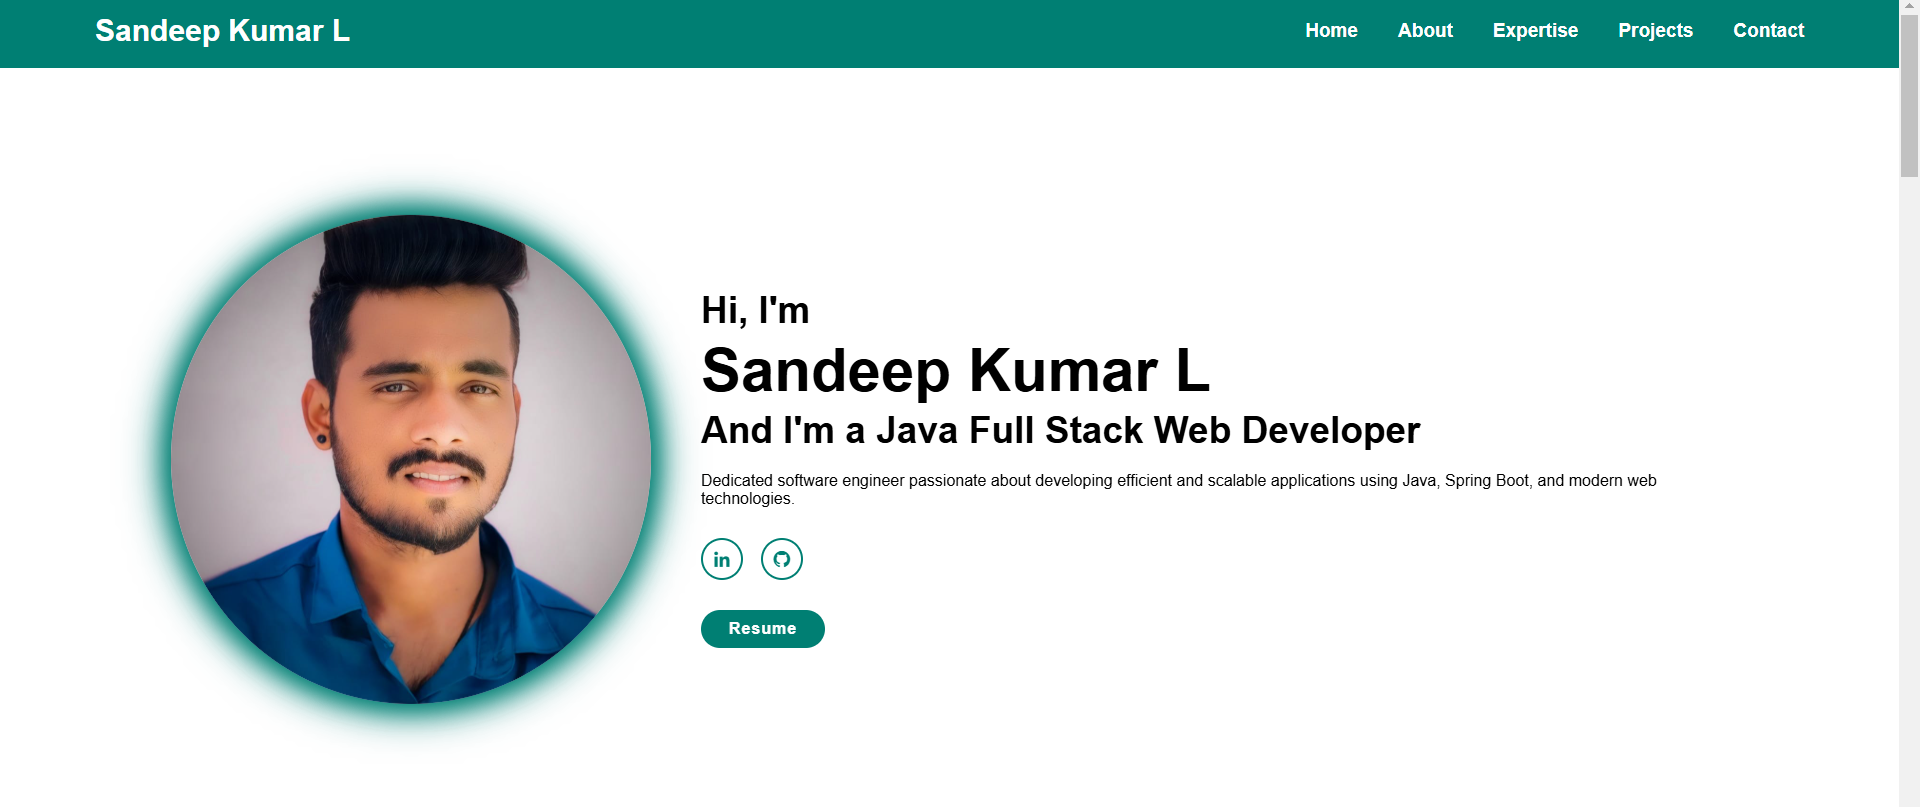 Sandeep Kumar L
Home About Expertise Projects Contact
Hi, I'm
Sandeep Kumar L
And I'm a Java Full Stack Web Developer
Dedicated software engineer passionate about developing efficient and scalable applications using Java, Spring Boot, and modern web
technologies.
in
Resume